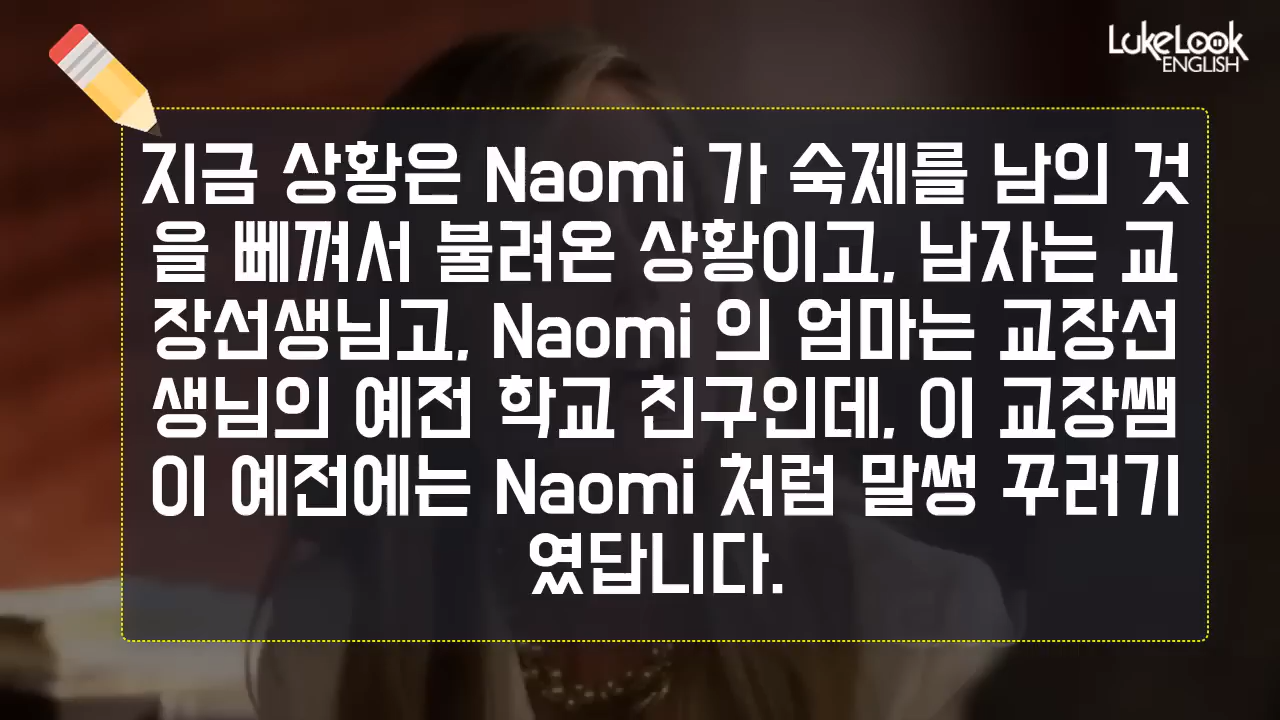 LukeLook
ENGLISH
지금 상황은 Naomi 가 숙제를 남의 것
을 뻬껴서 불려온 상황이고, 남자는 교
장선생님고, Naomi 의 엄마는 교장선
생님의 예전 학교 친구인데, 이 교장쌤
이 예전에는 Naomi 처럼 말썽 꾸러기
였답니다.